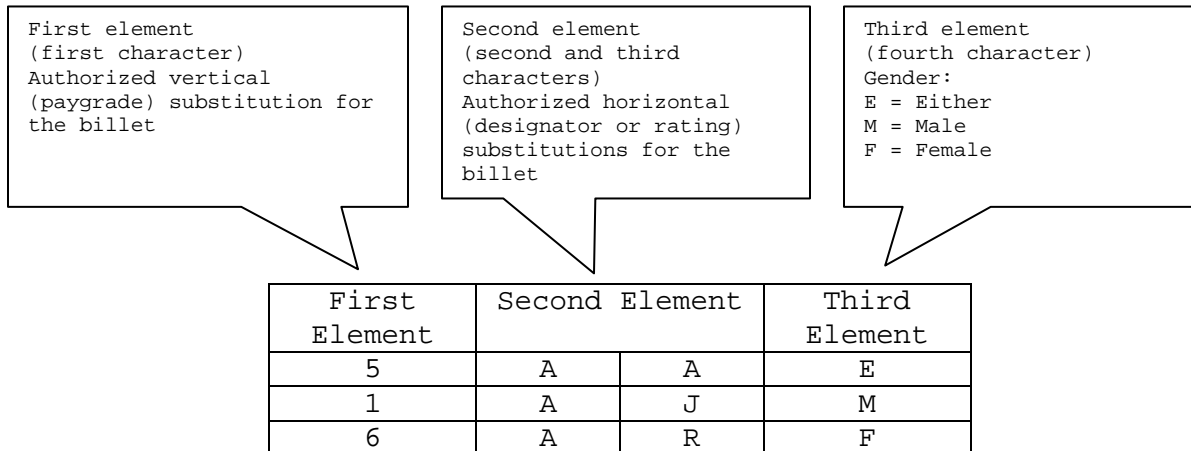 First element
(first character)
Authorized vertical
(paygrade) substitution for
the billet
Second element
(second and third
characters)
Authorized horizontal
(designator or rating)
substitutions for the
billet
Third element
(fourth character)
Gender:
E = Either
M = Male
F = Female
First Element Second Element Third Element
5 A A E
1 A J M
6 A R F